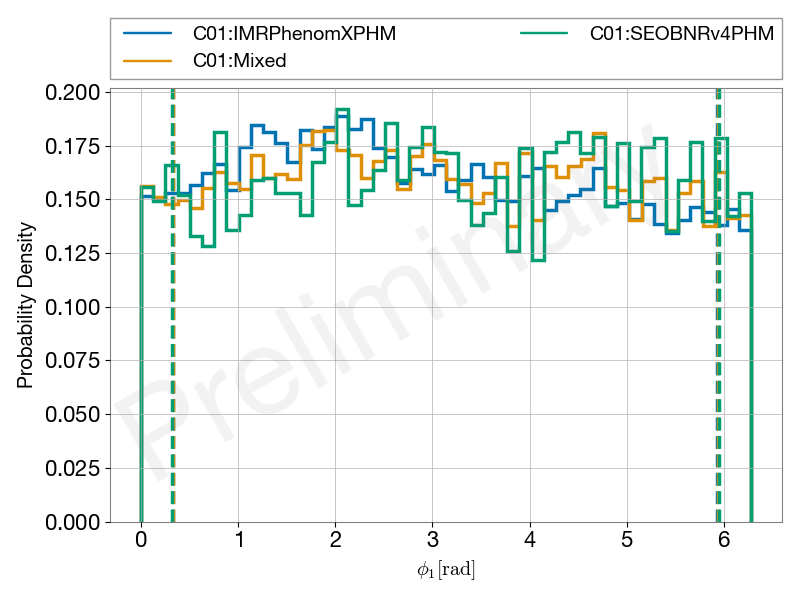 C01:IMRPhenomXPHM
C01:Mixed
C01:SEOBNRv4PHM
0.200
0.175
0.150
0.125
0.100
0.075
0.050
0.025
0.000
Probability Density
Preliminary
0 1 2 3 4 5 6
ϕ₁[rad]